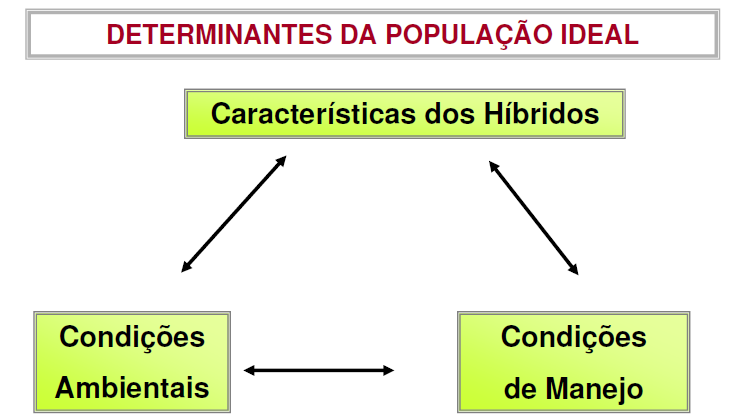 DETERMINANTES DA POPULAÇÃO IDEAL
Características dos Híbridos
Condições
Ambientais
Condições
de Manejo